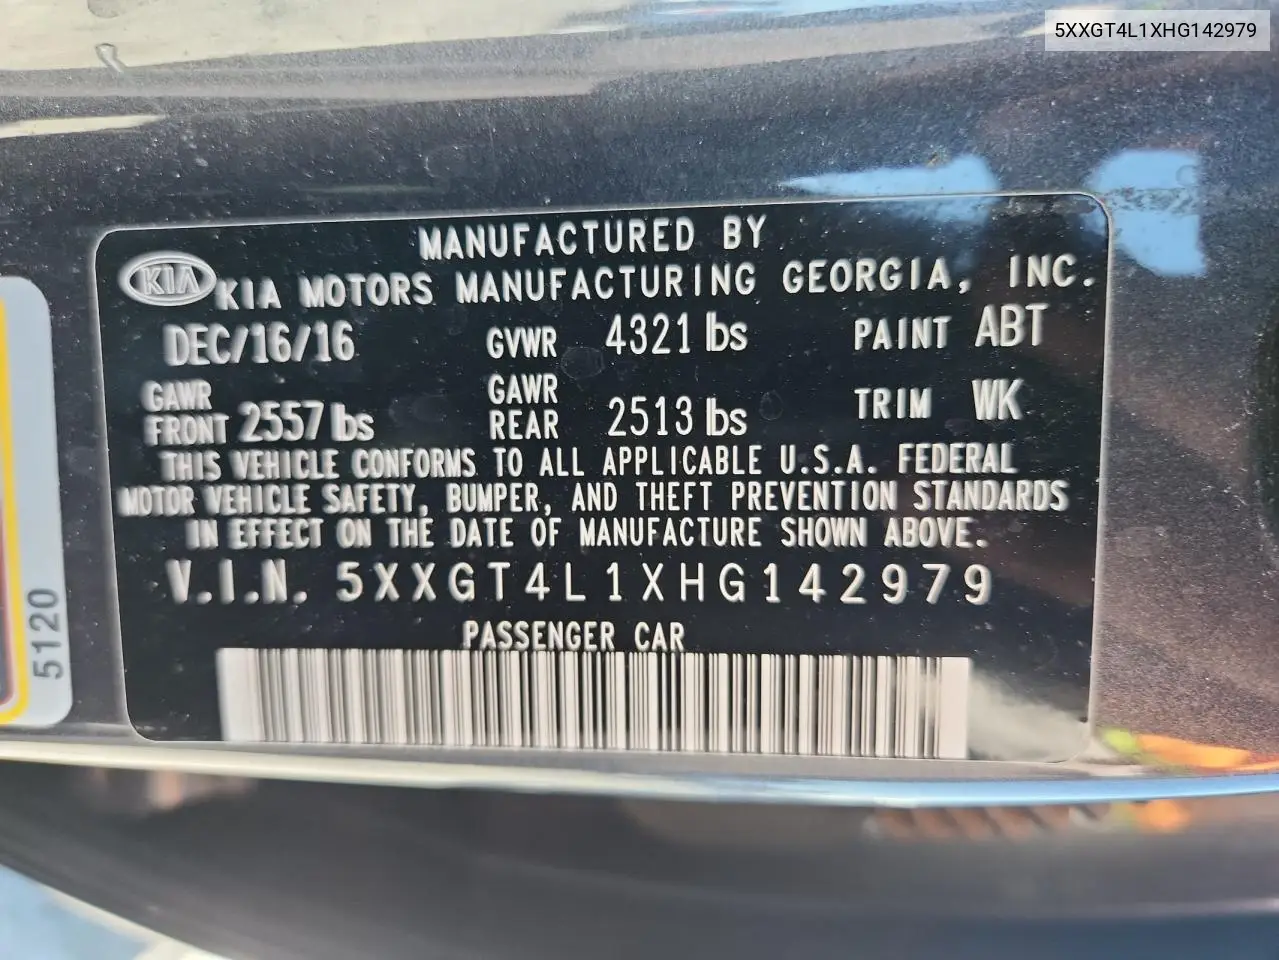 5XXGT4L1XHG142979
MANUFACTURED BY
KIA KIA MOTORS MANUFACTURING GEORGIA, INC.
DEC/16/16 GVWR 4321 lbs PAINT ABT
GAWR FRONT 2557 lbs GAWR REAR 2513 lbs TRIM WK
THIS VEHICLE CONFORMS TO ALL APPLICABLE U.S.A. FEDERAL
MOTOR VEHICLE SAFETY, BUMPER, AND THEFT PREVENTION STANDARDS
IN EFFECT ON THE DATE OF MANUFACTURE SHOWN ABOVE.
V.I.N. 5XXGT4L1XHG142979
PASSENGER CAR
5120